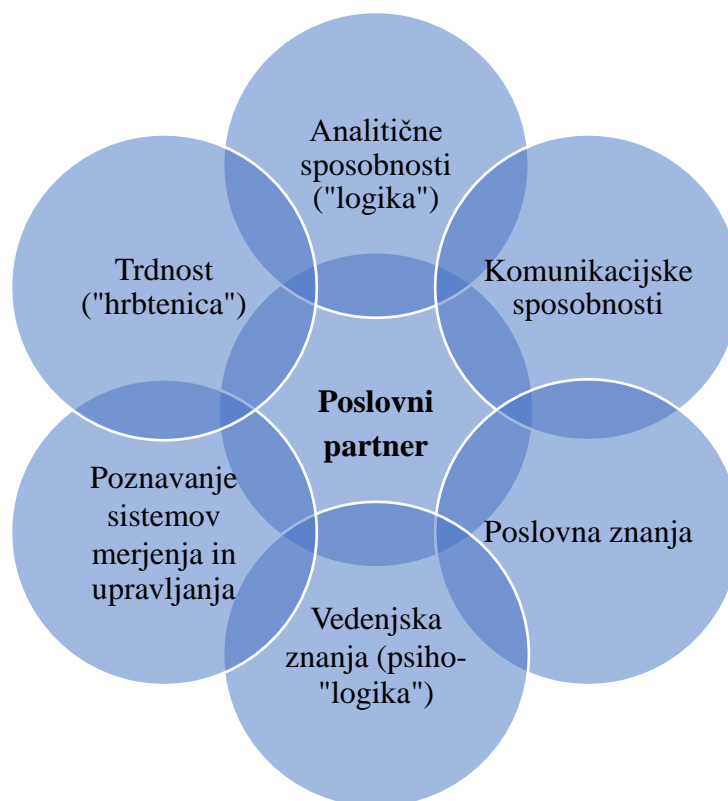 Analitične
sposobnosti
("logika")
Trdnost
("hrbtenica")
Komunikacijske
sposobnosti
Poslovni
partner
Poznavanje
sistemov
merjenja in
upravljanja
Poslovna znanja
Vedenjska
znanja (psiho-
"logika")